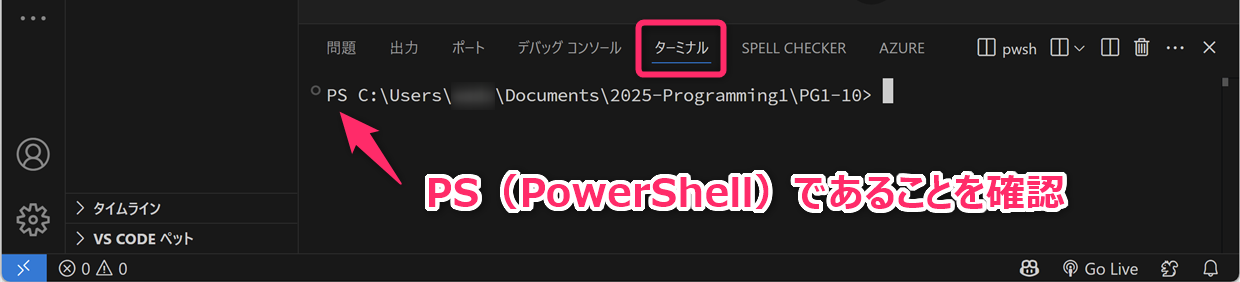 問題 出力 ポート デバッグ コンソール ターミナル SPELL CHECKER AZURE pwsh
PS C:\Users\ \Documents\2025-Programming1\PG1-10>
PS（PowerShell）であることを確認
タイムライン
VS CODE ペット
0 0 Go Live